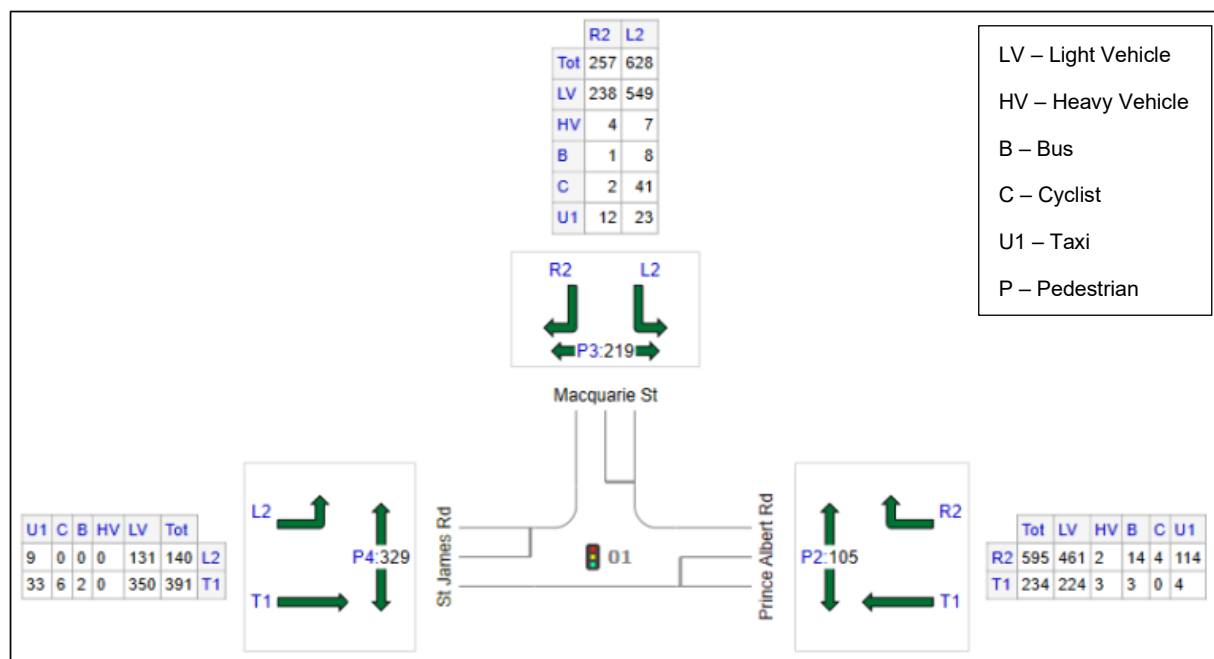 R2 L2
Tot 257 628
LV 238 549
HV 4 7
B 1 8
C 2 41
U1 12 23
LV – Light Vehicle
HV – Heavy Vehicle
B – Bus
C – Cyclist
U1 – Taxi
P – Pedestrian
R2 L2
P3:219
Macquarie St
U1 C B HV LV Tot
9 0 0 0 131 140 L2
33 6 2 0 350 391 T1
L2
P4:329
T1
St James Rd
01
Prince Albert Rd
R2
P2:105
T1
Tot LV HV B C U1
R2 595 461 2 14 4 114
T1 234 224 3 3 0 4